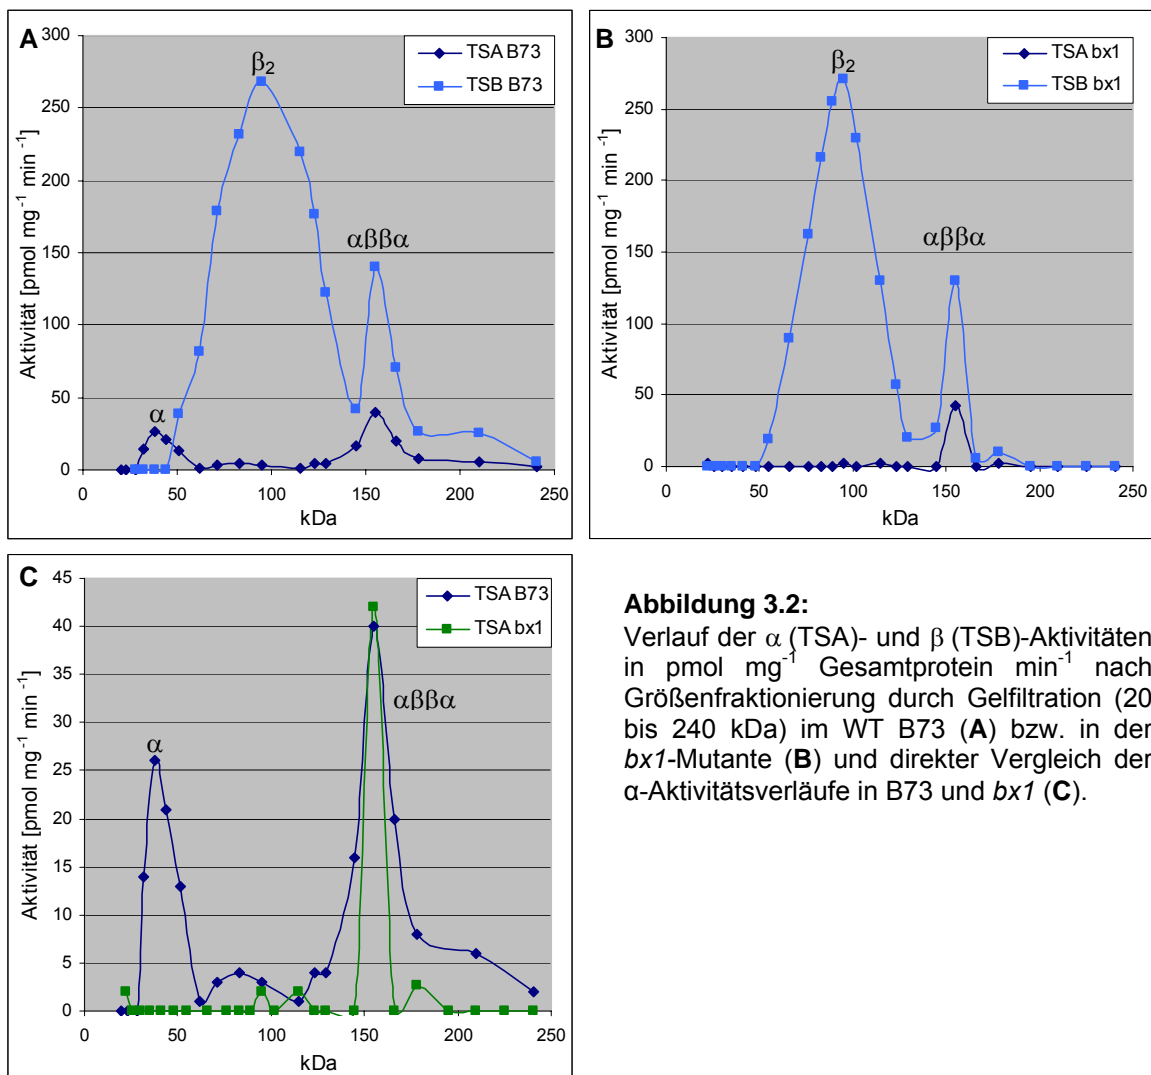 A
TSA B73
TSB B73
β2
αββα
α
Aktivität [pmol mg-1 min-1]
300
250
200
150
100
50
0
0 50 100 150 200 250
kDa
B
TSA bx1
TSB bx1
β2
αββα
Aktivität [pmol mg-1 min-1]
300
250
200
150
100
50
0
0 50 100 150 200 250
kDa
C
TSA B73
TSA bx1
α
αββα
Aktivität [pmol mg-1 min-1]
45
40
35
30
25
20
15
10
5
0
0 50 100 150 200 250
kDa
Abbildung 3.2:
Verlauf der α (TSA)- und β (TSB)-Aktivitäten
in pmol mg-1 Gesamtprotein min-1 nach
Größenfraktionierung durch Gelfiltration (20
bis 240 kDa) im WT B73 (A) bzw. in der
bx1-Mutante (B) und direkter Vergleich der
α-Aktivitätsverläufe in B73 und bx1 (C).